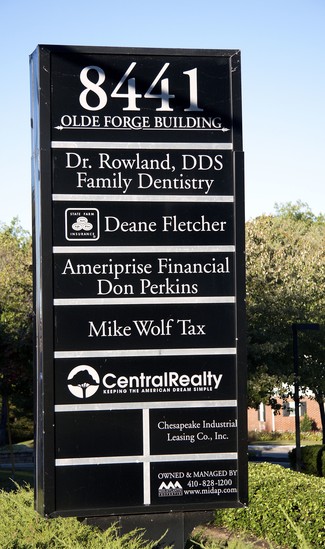 8441
OLDE FORGE BUILDING
Dr. Rowland, DDS
Family Dentistry
STATE FARM
INSURANCE
Deane Fletcher
Ameriprise Financial
Don Perkins
Mike Wolf Tax
CentralRealty
KEEPING THE AMERICAN DREAM SIMPLE
Chesapeake Industrial
Leasing Co., Inc.
OWNED & MANAGED BY
410-828-1200
www.midap.com